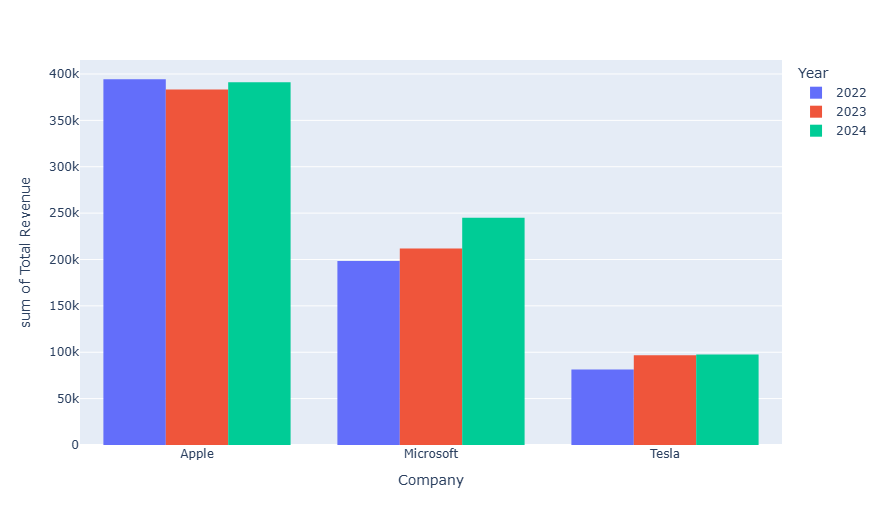 Year
2022
2023
2024
400k
350k
300k
250k
200k
150k
100k
50k
0
sum of Total Revenue
Apple
Microsoft
Tesla
Company